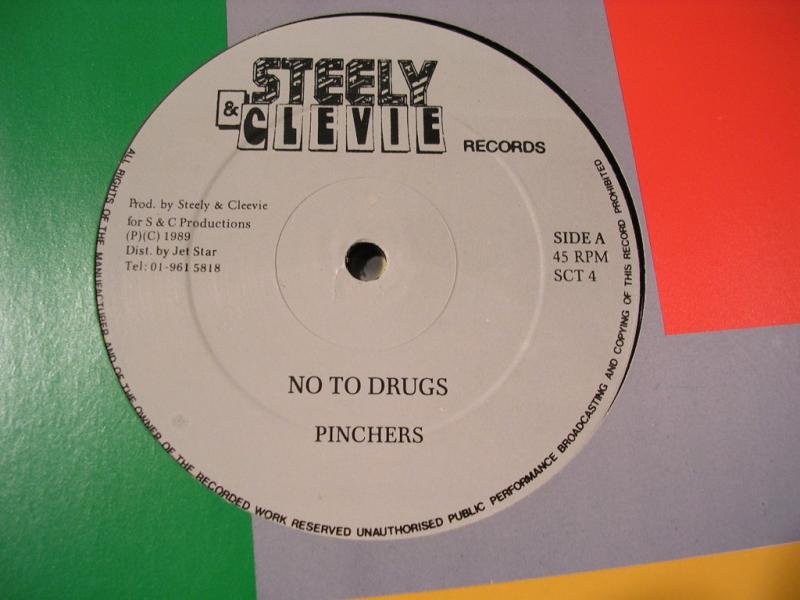 STEELY
& CLEVIE
RECORDS
Prod. by Steely & Cleevie
for S & C Productions
(P)(C) 1989
Dist. by Jet Star
Tel: 01-961 5818
SIDE A
45 RPM
SCT 4
NO TO DRUGS
PINCHERS
ALL RIGHTS OF THE MANUFACTURER AND OF THE OWNER OF THE RECORDED WORK RESERVED UNAUTHORISED PUBLIC PERFORMANCE BROADCASTING AND COPYING OF THIS RECORD PROHIBITED